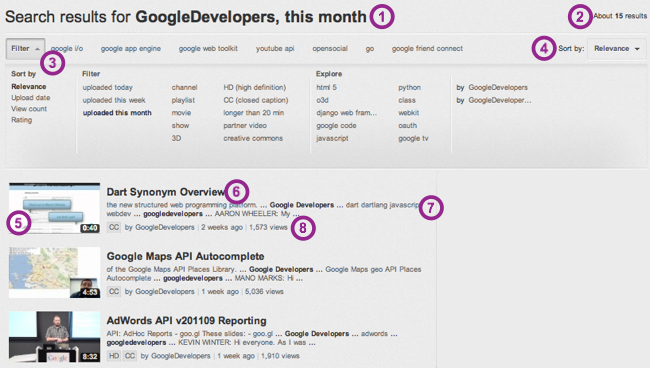 Search results for GoogleDevelopers, this month 1
2 About 15 results
Filter google i/o google app engine google web toolkit youtube api opensocial go google friend connect 4 Sort by: Relevance
3
Sort by Filter Explore
Relevance uploaded today channel HD (high definition) html 5 python by GoogleDevelopers
Upload date uploaded this week playlist CC (closed caption) o3d class by GoogleDeveloper...
View count uploaded this month movie longer than 20 min django web fram... webkit
Rating show partner video google code oauth
3D creative commons javascript google tv
Dart Synonym Overview 6
the new structured web programming platform. ... Google Developers ... dart dartlang javascript 7
webdev ... googledevelopers ... AARON WHEELER: My ...
5 8:40 CC by GoogleDevelopers 2 weeks ago 1,573 views 8
Google Maps API Autocomplete
of the Google Maps API Places Library. ... Google Developers ... Google Maps geo API Places
Autocomplete ... googledevelopers ... MANO MARKS: Hi ...
CC by GoogleDevelopers 1 week ago 5,036 views
AdWords API v201109 Reporting
API: AdHoc Reports - goo.gl These slides: - goo.gl ... Google Developers ... adwords ...
googledevelopers ... KEVIN WINTER: Hi everyone. As I was ...
Google 8:32 HD CC by GoogleDevelopers 1 week ago 1,910 views